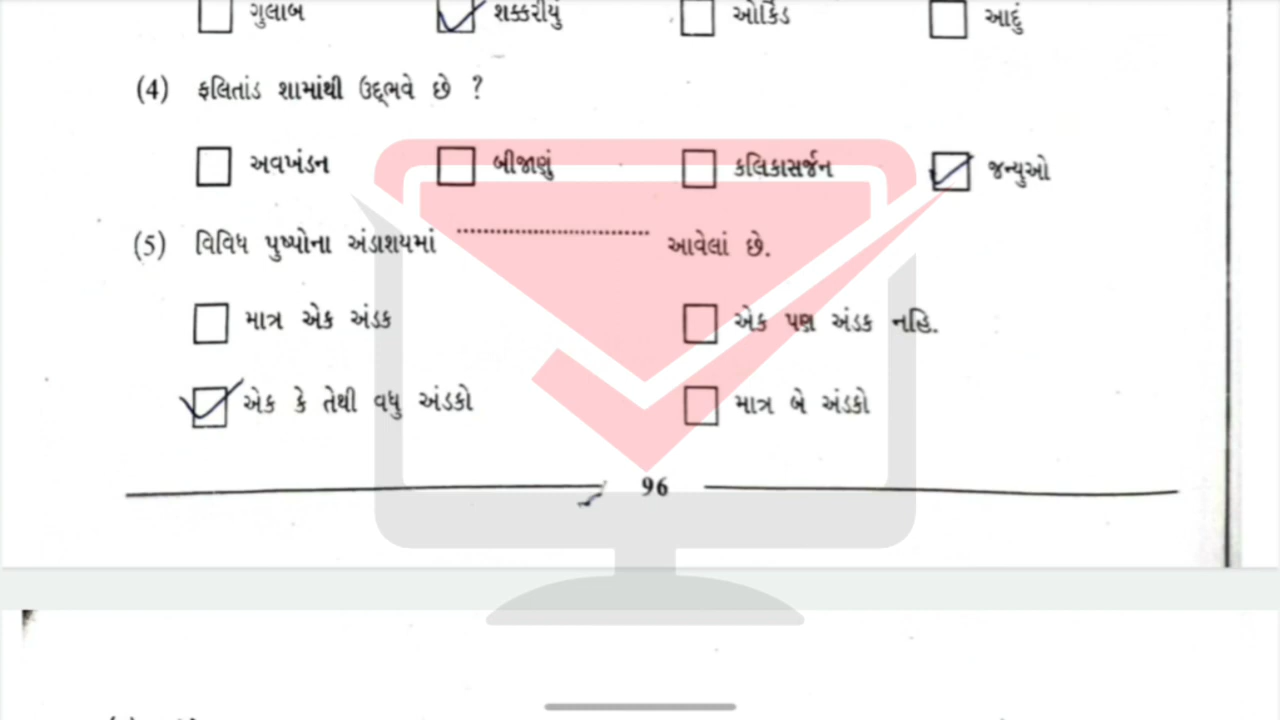 ગુલાબ શક્કરીયું ઓર્કિડ આદું
(4) ફલિતાંડ શામાંથી ઉદ્ભવે છે ?
અવખંડન બીજાણું કલિકાસર્જન જન્યુઓ
(5) વિવિધ પુષ્પોના અંડાશયમાં .............................. આવેલાં છે.
માત્ર એક અંડક એક પણ અંડક નહિ.
એક કે તેથી વધુ અંડકો માત્ર બે અંડકો
96